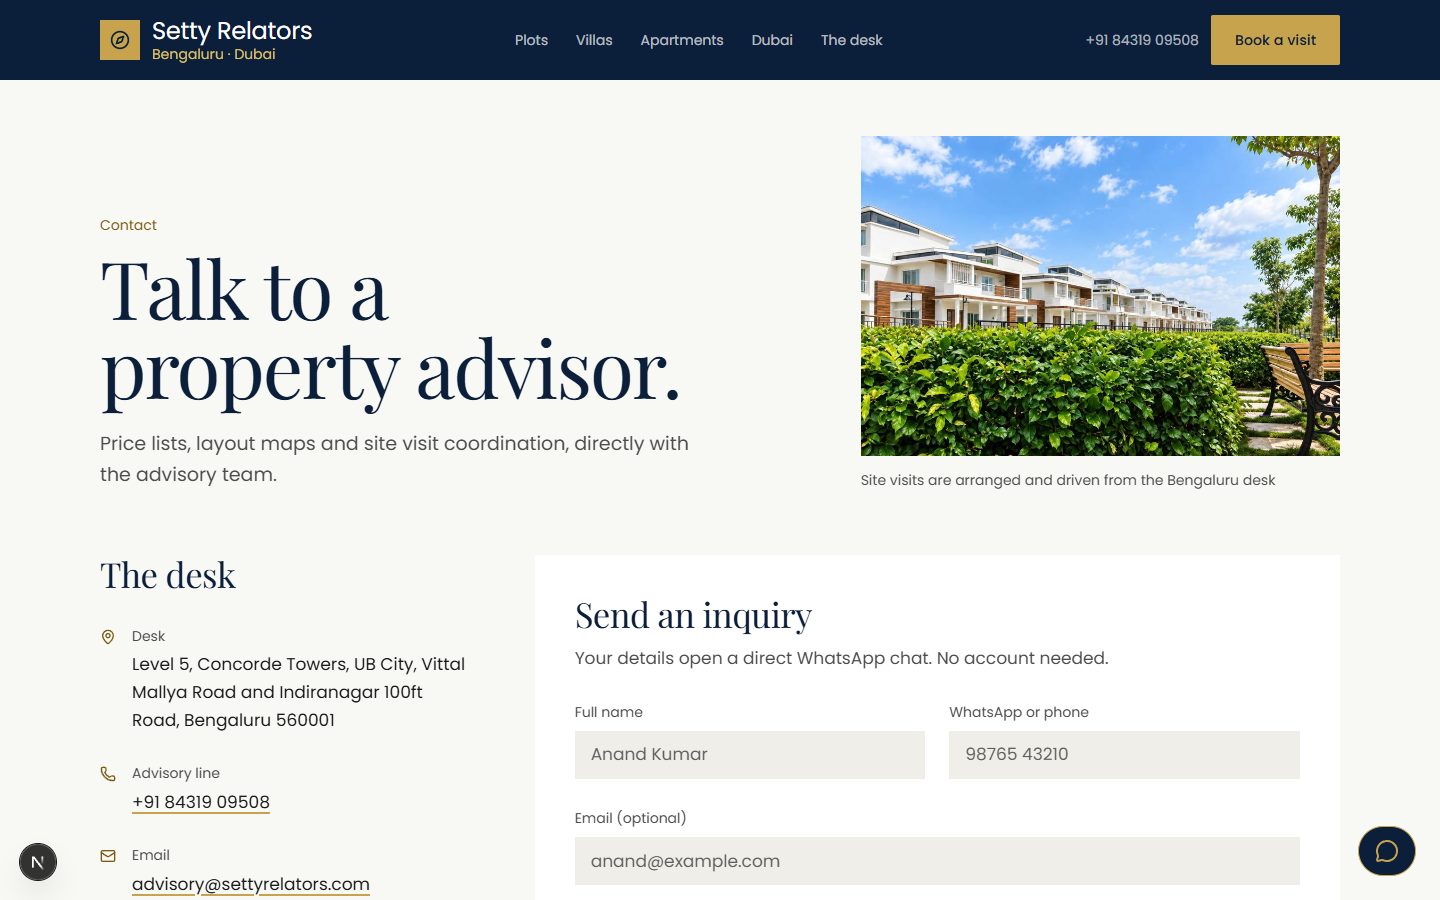 Setty Relators
Bengaluru · Dubai
Plots
Villas
Apartments
Dubai
The desk
+91 84319 09508
Book a visit
Contact
Talk to a
property advisor.
Price lists, layout maps and site visit coordination, directly with
the advisory team.
Site visits are arranged and driven from the Bengaluru desk
The desk
Desk
Level 5, Concorde Towers, UB City, Vittal
Mallya Road and Indiranagar 100ft
Road, Bengaluru 560001
Advisory line
+91 84319 09508
Email
advisory@settyrelators.com
Send an inquiry
Your details open a direct WhatsApp chat. No account needed.
Full name
WhatsApp or phone
Anand Kumar
98765 43210
Email (optional)
anand@example.com
N